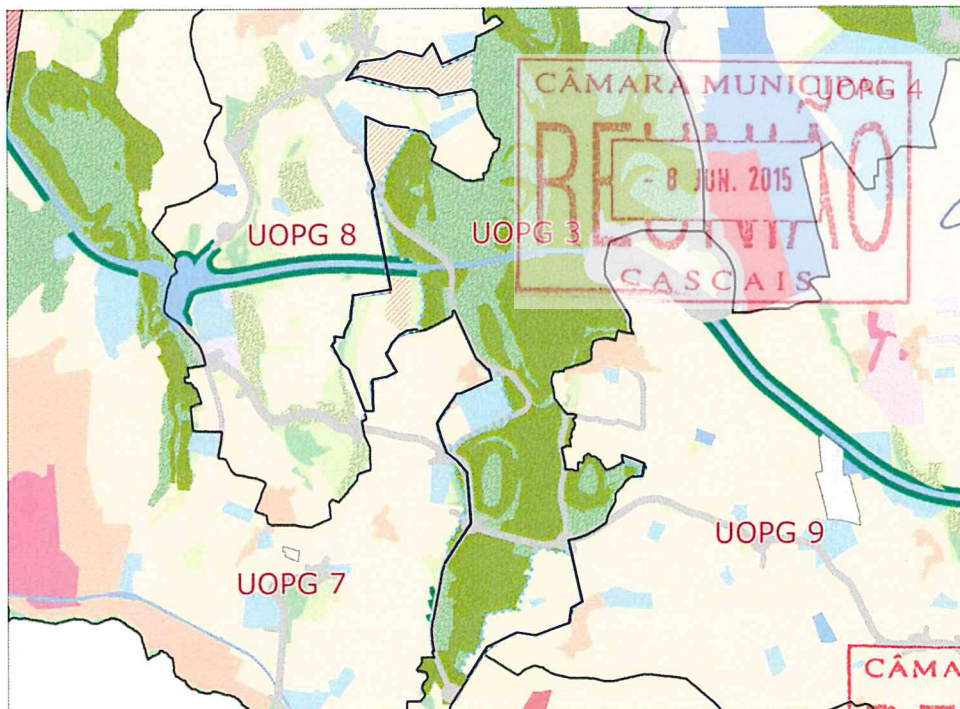 CÂMARA MUNICIPAL
UOPG 4
- 8 JUN. 2015
UOPG 8
UOPG 3
CASCAIS
UOPG 9
UOPG 7
CÂMA